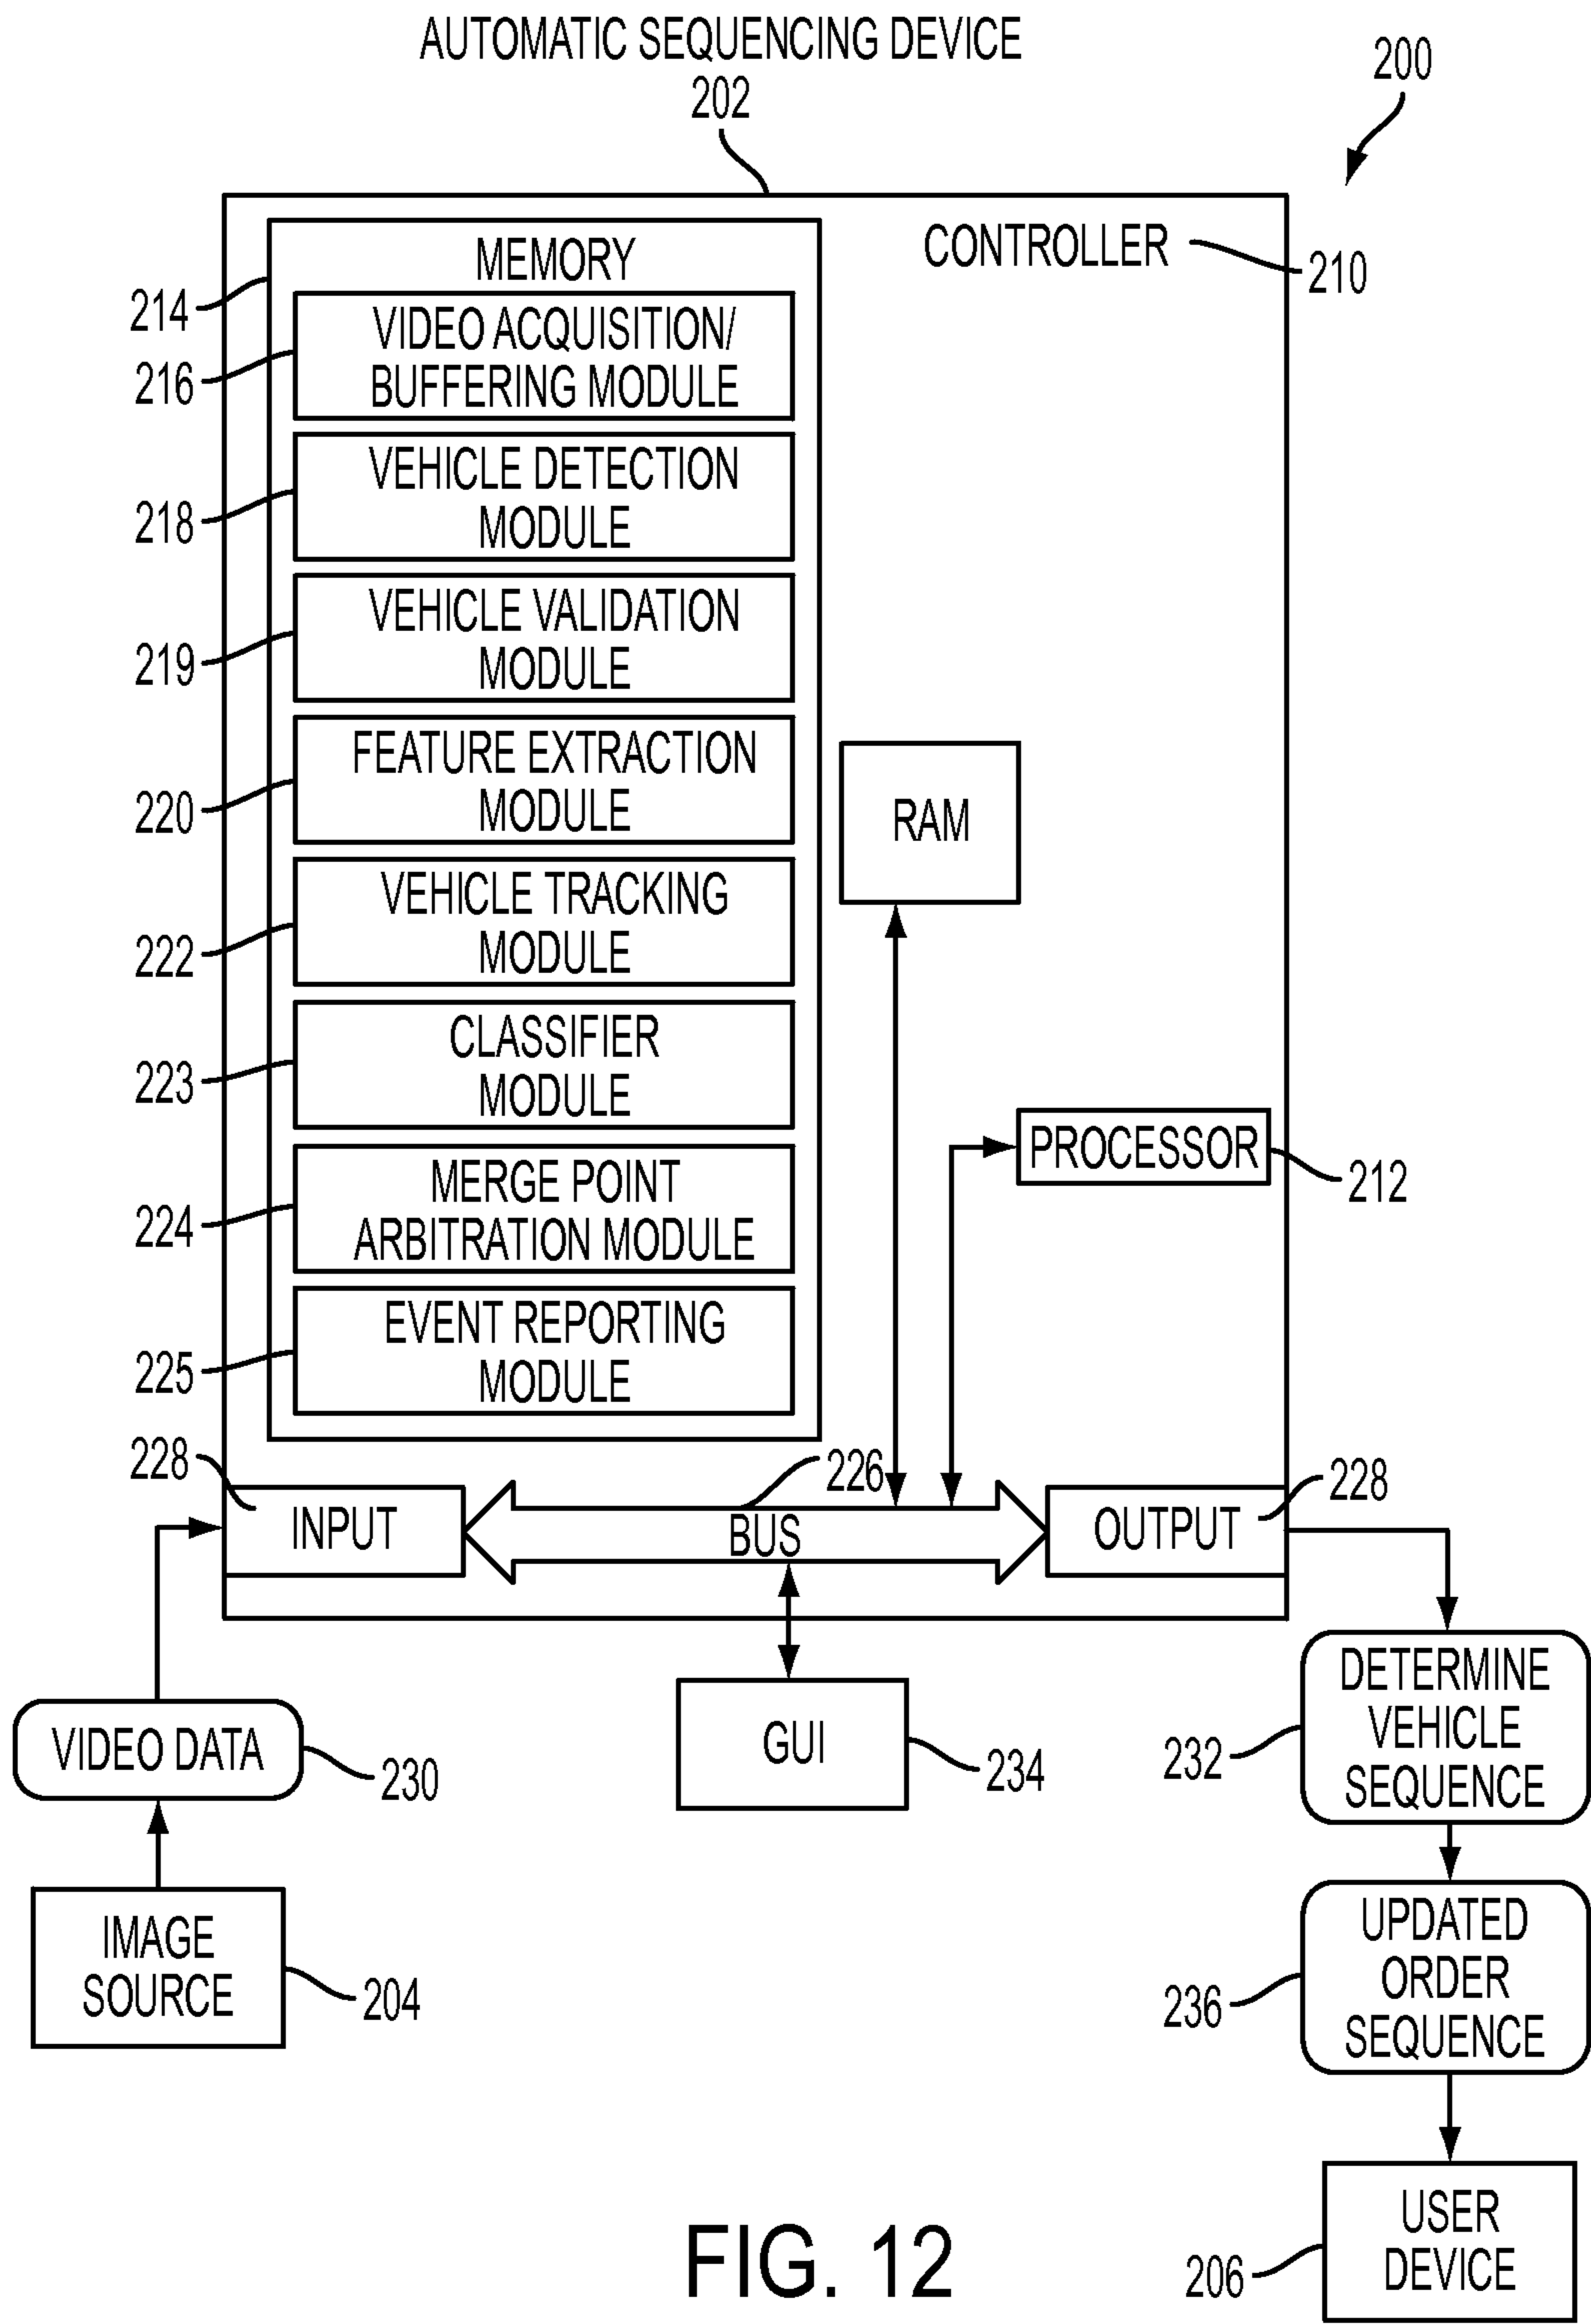 AUTOMATIC SEQUENCING DEVICE
202
200
CONTROLLER
210
MEMORY
214
VIDEO ACQUISITION/
BUFFERING MODULE
216
VEHICLE DETECTION
MODULE
218
VEHICLE VALIDATION
MODULE
219
FEATURE EXTRACTION
MODULE
220
RAM
VEHICLE TRACKING
MODULE
222
CLASSIFIER
MODULE
223
PROCESSOR
212
MERGE POINT
ARBITRATION MODULE
224
EVENT REPORTING
MODULE
225
228
INPUT
226
BUS
OUTPUT
228
VIDEO DATA
230
GUI
234
DETERMINE
VEHICLE
SEQUENCE
232
IMAGE
SOURCE
204
UPDATED
ORDER
SEQUENCE
236
USER
DEVICE
206
FIG. 12